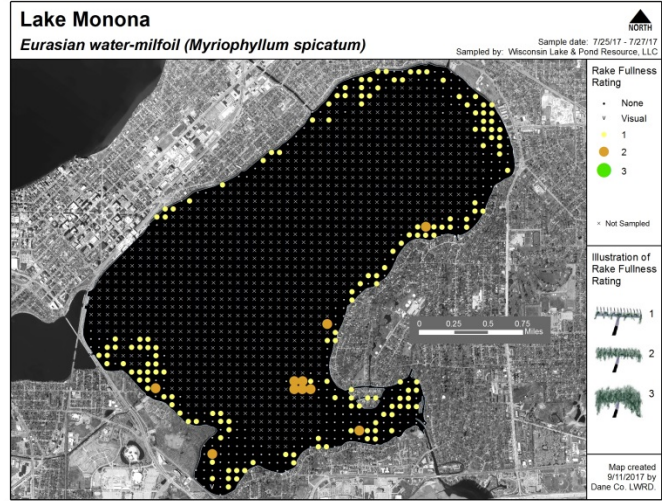 Lake Monona
Eurasian water-milfoil (Myriophyllum spicatum)
NORTH
Sample date: 7/25/17 - 7/27/17
Sampled by: Wisconsin Lake & Pond Resource, LLC
Rake Fullness
Rating
None
v Visual
1
2
3
× Not Sampled
Illustration of
Rake Fullness
Rating
1
2
3
0 0.25 0.5 0.75
Miles
Map created
9/11/2017 by
Dane Co. LWRD.